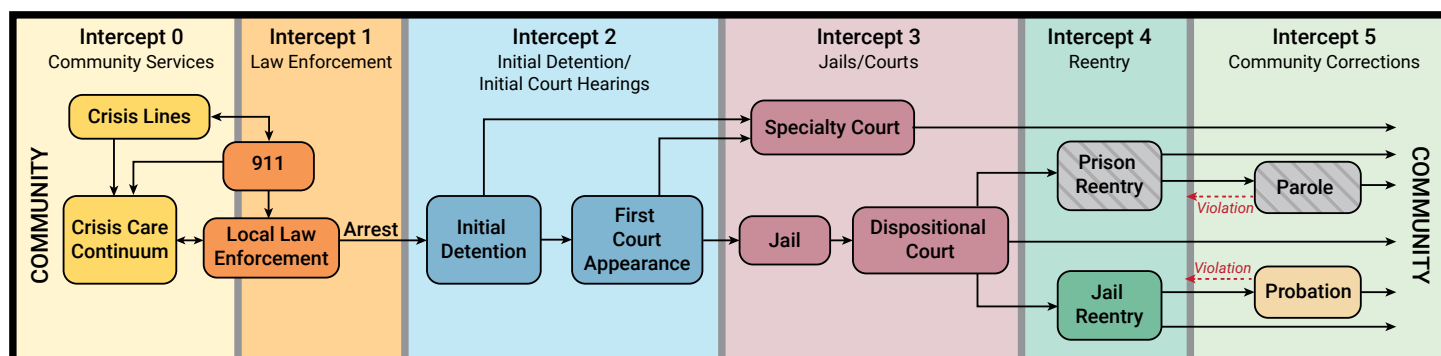 Intercept 0
Community Services
Intercept 1
Law Enforcement
Intercept 2
Initial Detention/
Initial Court Hearings
Intercept 3
Jails/Courts
Intercept 4
Reentry
Intercept 5
Community Corrections
COMMUNITY
Crisis Lines
911
Crisis Care
Continuum
Local Law
Enforcement
Arrest
Initial
Detention
First
Court
Appearance
Specialty Court
Jail
Dispositional
Court
Prison
Reentry
Violation
Parole
Jail
Reentry
Violation
Probation
COMMUNITY